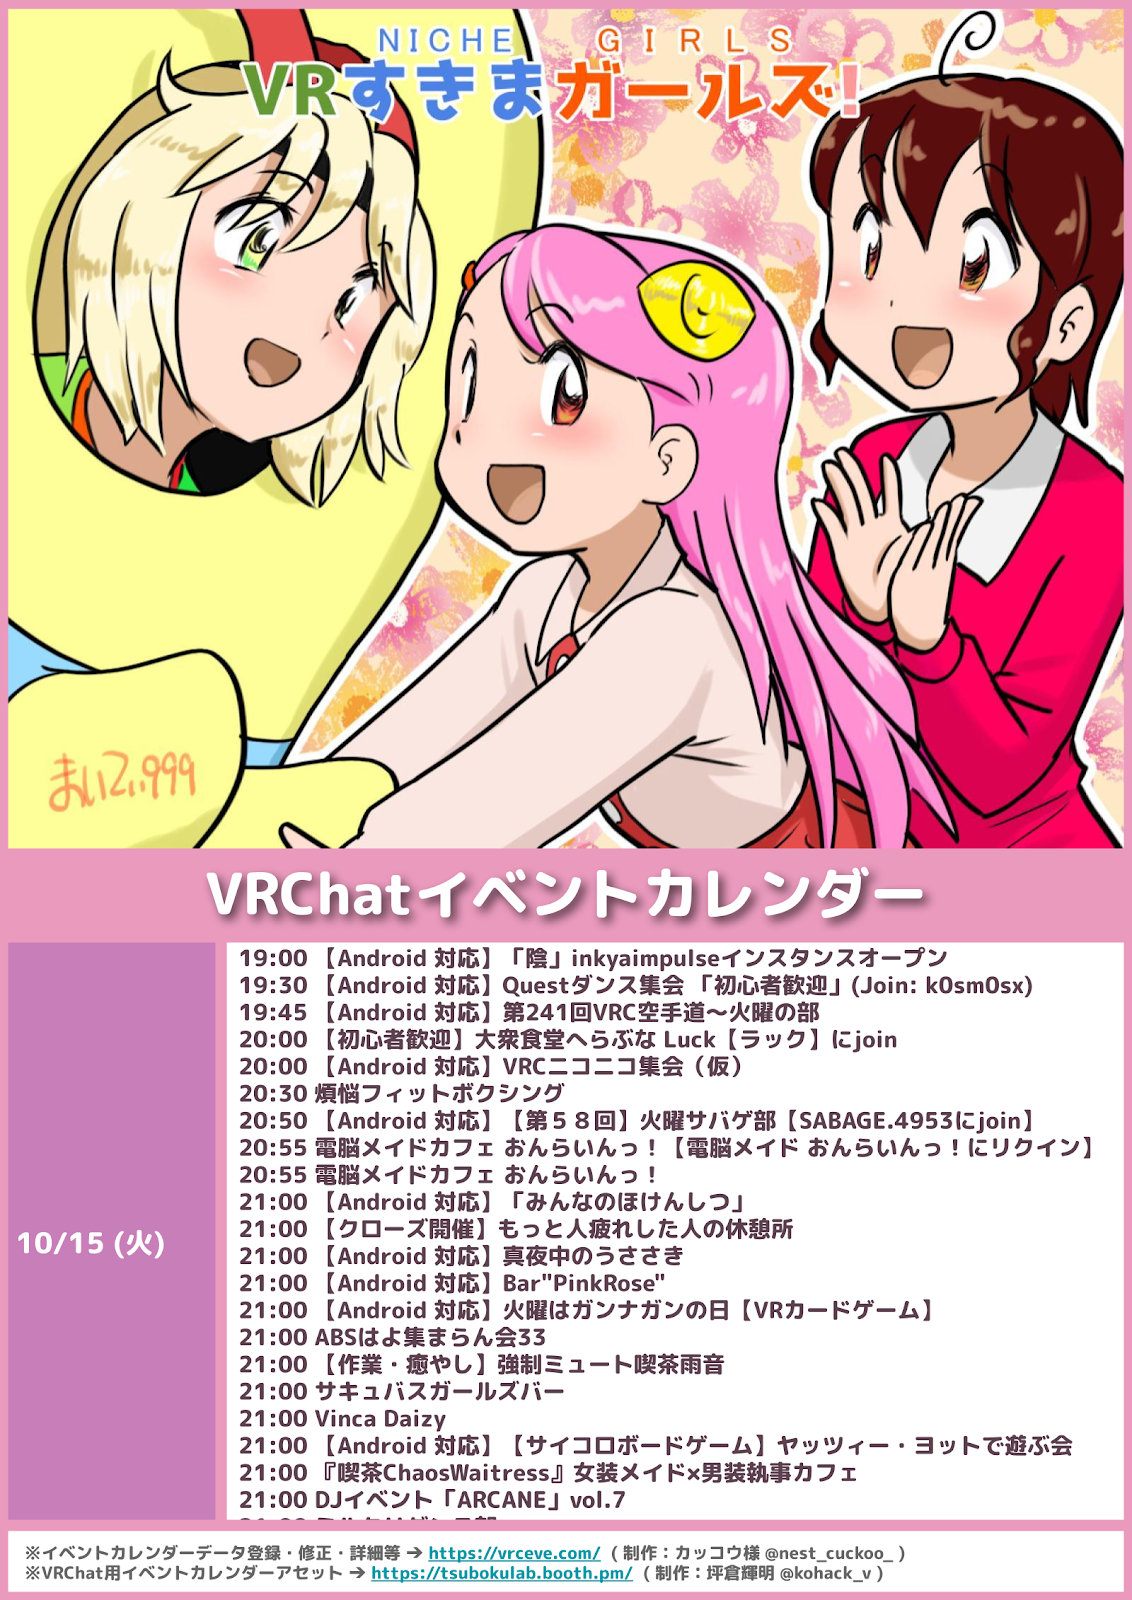 NICHE GIRLS
VRすきまガールズ!
まいてぃ999
VRChatイベントカレンダー
10/15 (火)
19:00 【Android 対応】「陰」inkyaimpulseインスタンスオープン
19:30 【Android 対応】Questダンス集会 「初心者歓迎」(Join: k0sm0sx)
19:45 【Android 対応】第241回VRC空手道～火曜の部
20:00 【初心者歓迎】大衆食堂へらぶな Luck【ラック】にjoin
20:00 【Android 対応】VRCニコニコ集会（仮）
20:30 煩悩フィットボクシング
20:50 【Android 対応】【第５８回】火曜サバゲ部【SABAGE.4953にjoin】
20:55 電脳メイドカフェ おんらいんっ！【電脳メイド おんらいんっ！にリクイン】
20:55 電脳メイドカフェ おんらいんっ！
21:00 【Android 対応】「みんなのほけんしつ」
21:00 【クローズ開催】もっと人疲れした人の休憩所
21:00 【Android 対応】真夜中のうささき
21:00 【Android 対応】Bar"PinkRose"
21:00 【Android 対応】火曜はガンナガンの日【VRカードゲーム】
21:00 ABSはよ集まらん会33
21:00 【作業・癒やし】強制ミュート喫茶雨音
21:00 サキュバスガールズバー
21:00 Vinca Daizy
21:00 【Android 対応】【サイコロボードゲーム】ヤッツィー・ヨットで遊ぶ会
21:00 『喫茶ChaosWaitress』女装メイド×男装執事カフェ
21:00 DJイベント「ARCANE」vol.7
※イベントカレンダーデータ登録・修正・詳細等 ➔ https://vrceve.com/ （制作：カッコウ様 @nest_cuckoo_ ）
※VRChat用イベントカレンダーアセット ➔ https://tsubokulab.booth.pm/ （制作：坪倉輝明 @kohack_v ）